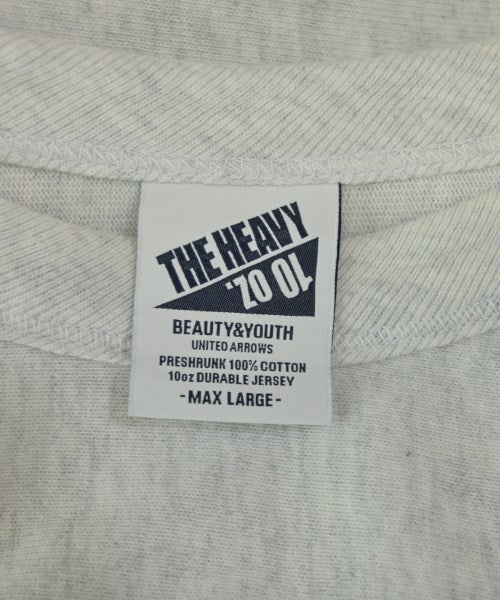 THE HEAVY
10 OZ.
BEAUTY&YOUTH
UNITED ARROWS
PRESHRUNK 100% COTTON
10oz DURABLE JERSEY
-MAX LARGE-